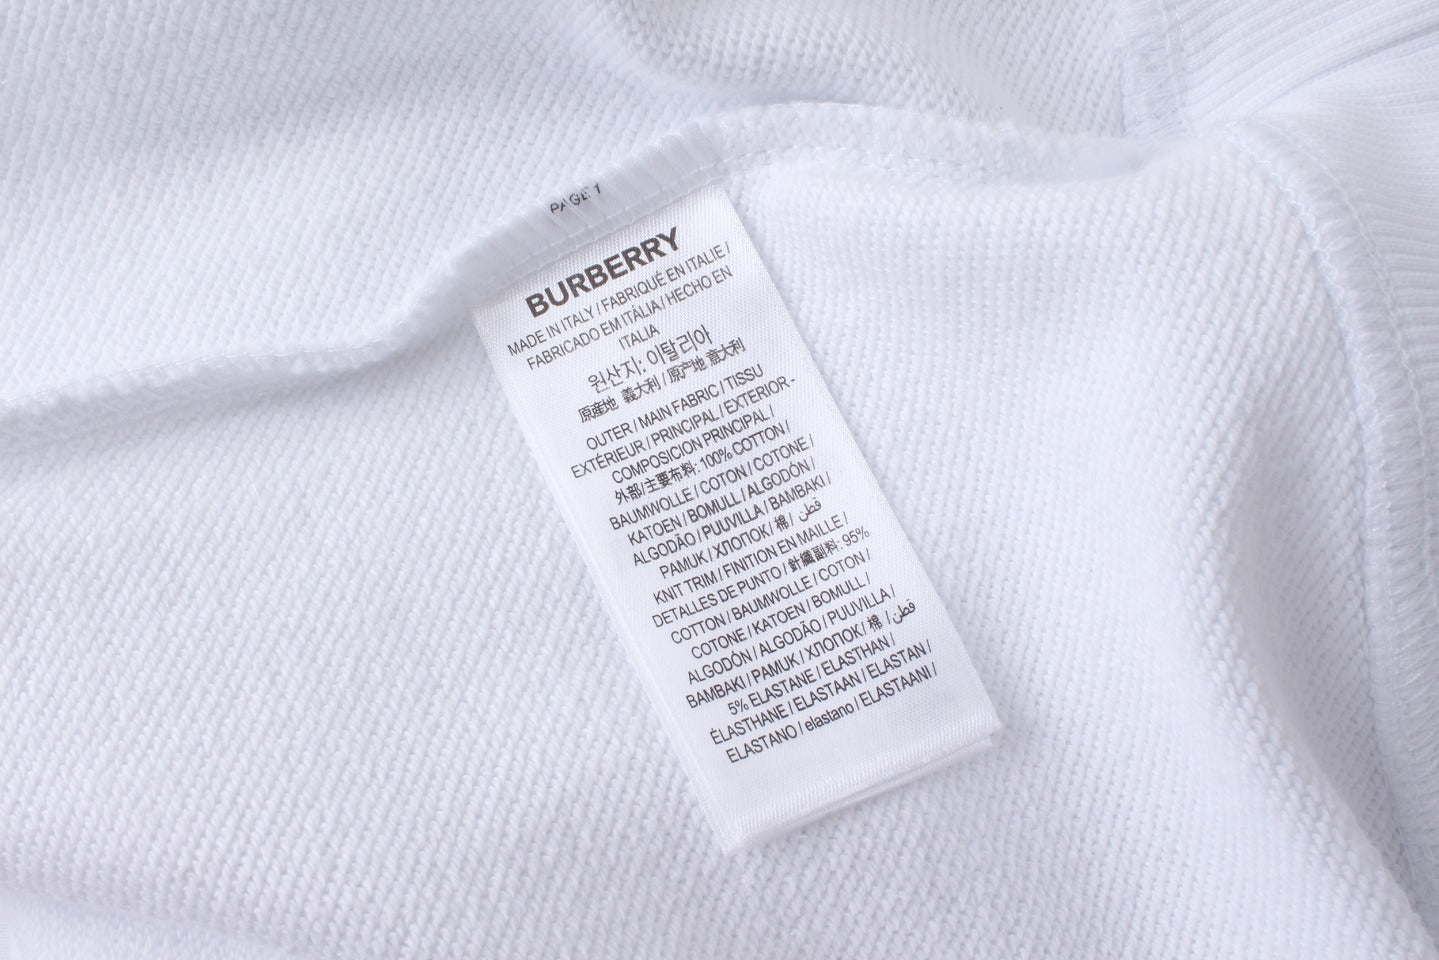 PAGE 1
BURBERRY
MADE IN ITALY / FABRIQUÉ EN ITALIE /
FABRICADO EM ITÁLIA / HECHO EN
ITALIA
원산지; 이탈리아
原産地 義大利 / 原产地 意大利
OUTER / MAIN FABRIC / TISSU
EXTÉRIEUR / PRINCIPAL / EXTERIOR -
COMPOSICION PRINCIPAL /
外部/主要布料: 100% COTTON /
BAUMWOLLE / COTON / COTONE /
KATOEN / BOMULL / ALGODÓN /
ALGODÃO / PUUVILLA / BAMBAKI /
PAMUK / ХЛОПОК / 棉 / قطن
KNIT TRIM / FINITION EN MAILLE /
DETALLES DE PUNTO / 針織副料: 95%
COTTON / BAUMWOLLE / COTON /
COTONE / KATOEN / BOMULL /
ALGODÓN / ALGODÃO / PUUVILLA /
BAMBAKI / PAMUK / ХЛОПОК / 棉 / قطن
5% ELASTANE / ELASTHAN /
ÉLASTHANE / ELASTAAN / ELASTAN /
ELASTANO / elastano / ELASTAANI /